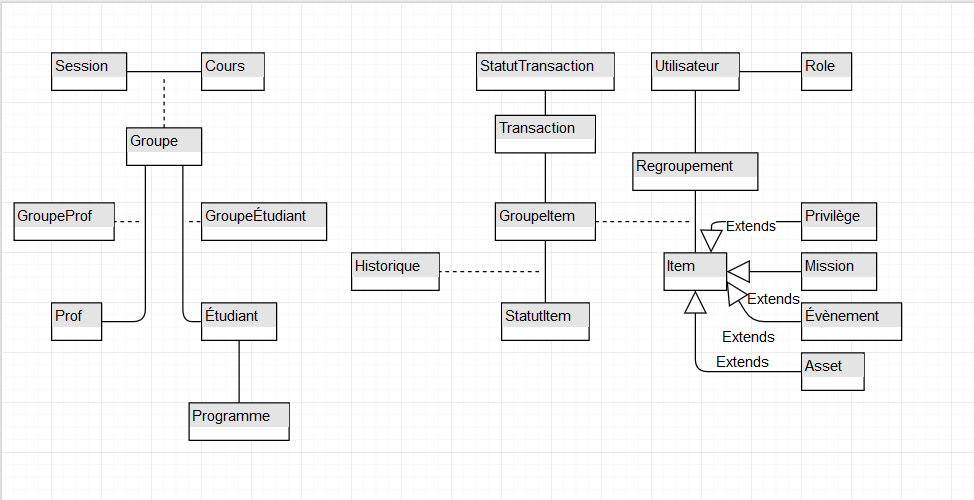 Session
Cours
StatutTransaction
Utilisateur
Role
Transaction
Groupe
Regroupement
GroupeProf
GroupeÉtudiant
GroupeItem
Privilège
Extends
Historique
Item
Mission
Extends
Prof
Étudiant
StatutItem
Évènement
Extends
Extends
Asset
Programme